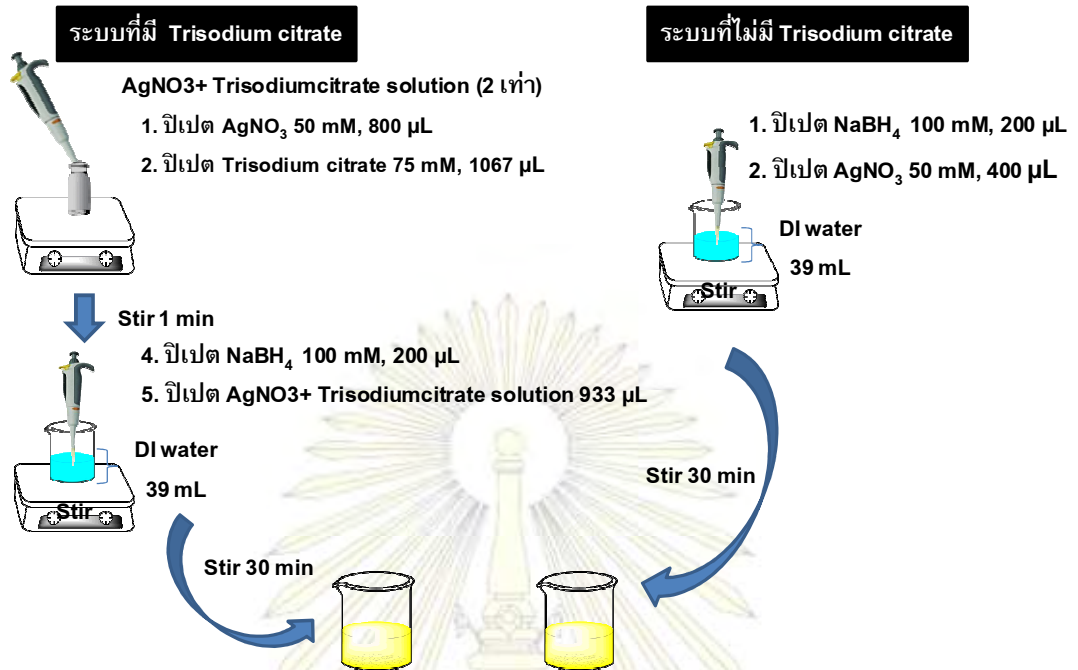 ระบบที่มี Trisodium citrate
AgNO3+ Trisodiumcitrate solution (2 เท่า)
1. ปิเปต AgNO₃ 50 mM, 800 µL
2. ปิเปต Trisodium citrate 75 mM, 1067 µL
Stir 1 min
4. ปิเปต NaBH₄ 100 mM, 200 µL
5. ปิเปต AgNO3+ Trisodiumcitrate solution 933 µL
DI water
39 mL
Stir
Stir 30 min
ระบบที่ไม่มี Trisodium citrate
1. ปิเปต NaBH₄ 100 mM, 200 µL
2. ปิเปต AgNO₃ 50 mM, 400 µL
DI water
39 mL
Stir
Stir 30 min